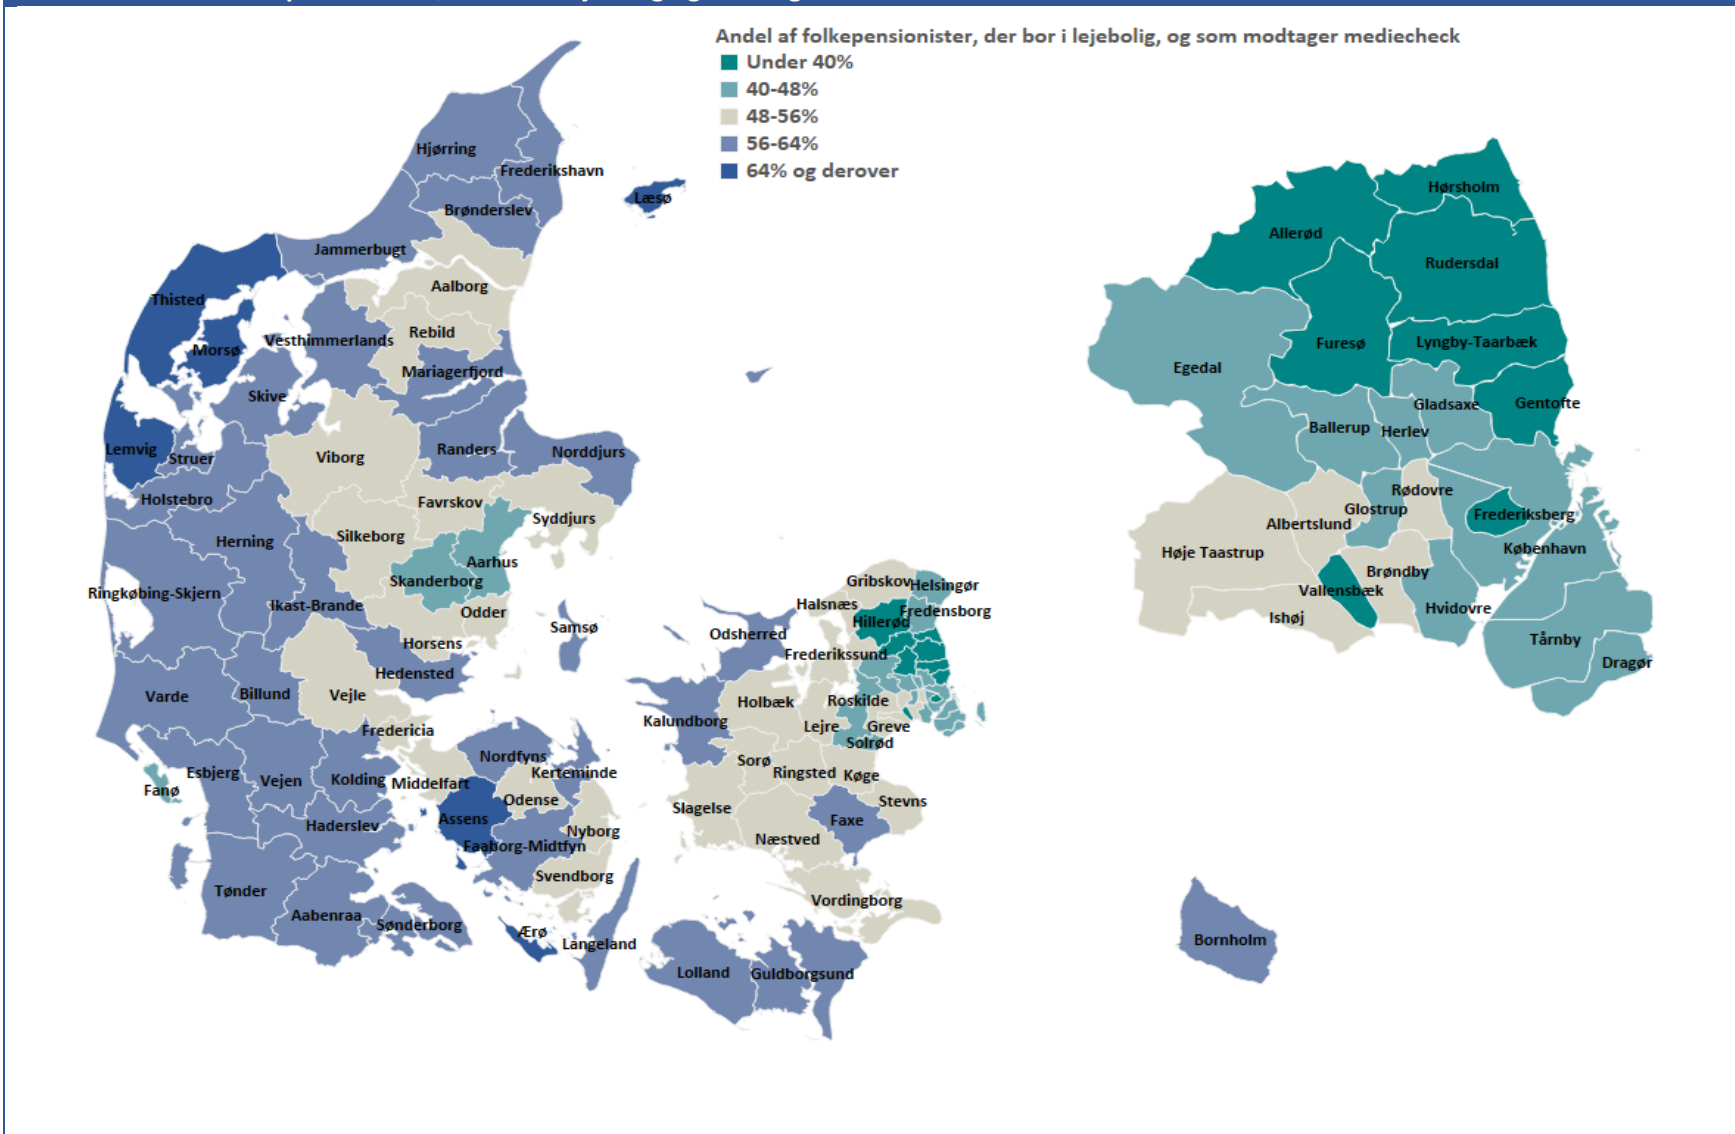 Andel af folkepensionister, der bor i lejebolig, og som modtager mediecheck
Under 40%
40-48%
48-56%
56-64%
64% og derover
Hjørring
Frederikshavn
Læsø
Brønderslev
Jammerbugt
Aalborg
Thisted
Rebild
Vesthimmerlands
Morsø
Mariagerfjord
Skive
Lemvig
Struer
Viborg
Randers
Norddjurs
Holstebro
Favrskov
Syddjurs
Silkeborg
Herning
Aarhus
Skanderborg
Ringkøbing-Skjern
Ikast-Brande
Odder
Samsø
Horsens
Hedensted
Varde
Billund
Vejle
Fredericia
Esbjerg
Vejen
Kolding
Middelfart
Fanø
Nordfyns
Kerteminde
Odense
Assens
Haderslev
Nyborg
Faaborg-Midtfyn
Svendborg
Tønder
Aabenraa
Sønderborg
Ærø
Langeland
Gribskov
Helsingør
Halsnæs
Fredensborg
Hillerød
Odsherred
Frederikssund
Holbæk
Roskilde
Kalundborg
Lejre
Greve
Solrød
Sorø
Ringsted
Køge
Slagelse
Stevns
Faxe
Næstved
Vordingborg
Lolland
Guldborgsund
Hørsholm
Allerød
Rudersdal
Furesø
Lyngby-Taarbæk
Egedal
Gladsaxe
Gentofte
Ballerup
Herlev
Rødovre
Glostrup
Frederiksberg
Albertslund
København
Høje Taastrup
Brøndby
Vallensbæk
Hvidovre
Ishøj
Tårnby
Dragør
Bornholm